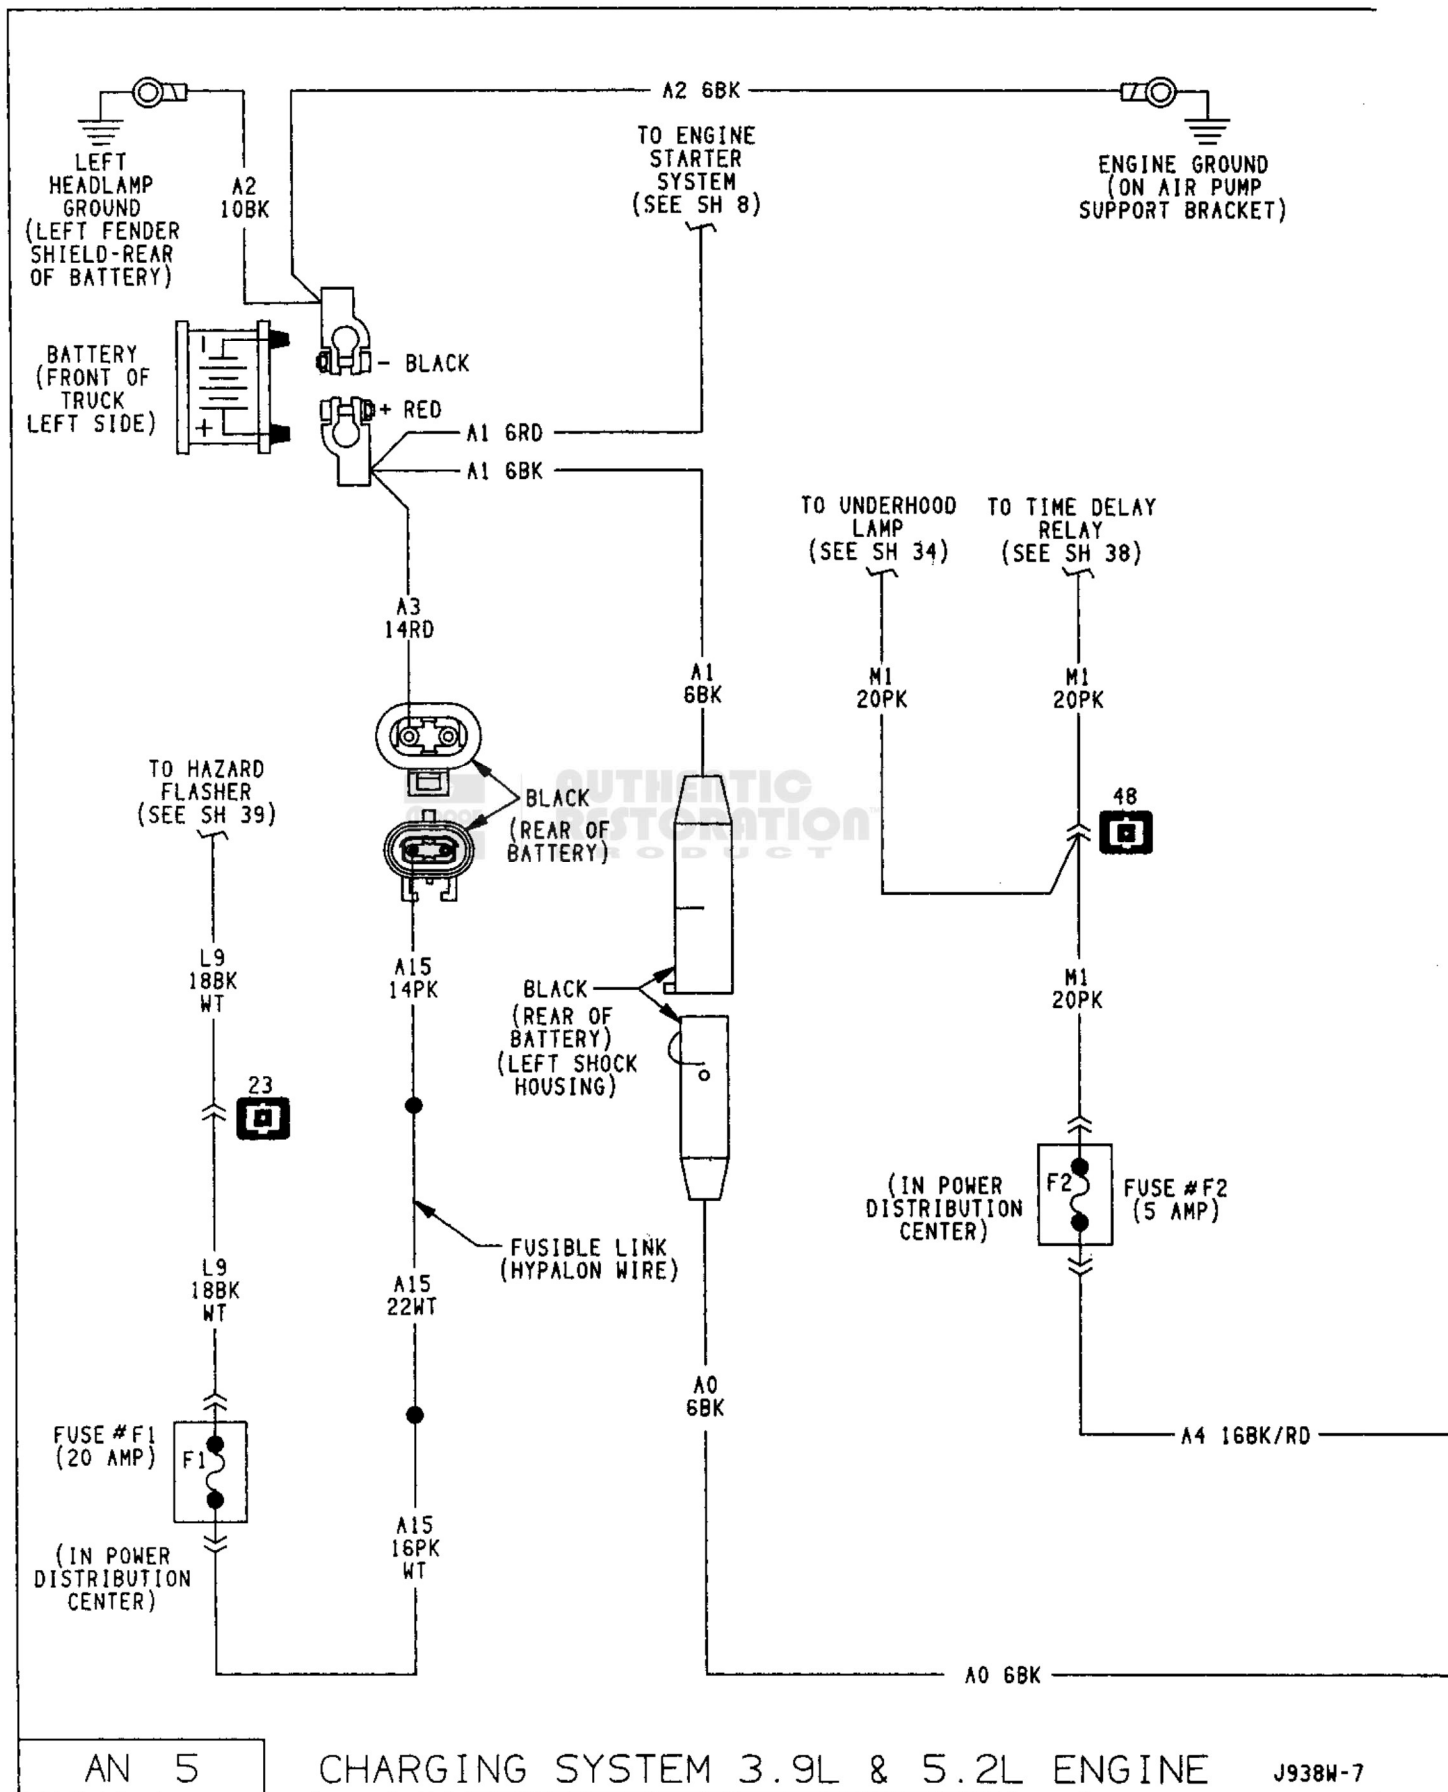 A2 6BK
TO ENGINE
STARTER
SYSTEM
(SEE SH 8)
LEFT
HEADLAMP
GROUND
(LEFT FENDER
SHIELD-REAR
OF BATTERY)
A2
10BK
ENGINE GROUND
(ON AIR PUMP
SUPPORT BRACKET)
BATTERY
(FRONT OF
TRUCK
LEFT SIDE)
-
+
- BLACK
+ RED
A1 6RD
A1 6BK
TO UNDERHOOD
LAMP
(SEE SH 34)
TO TIME DELAY
RELAY
(SEE SH 38)
A3
14RD
A1
6BK
M1
20PK
M1
20PK
TO HAZARD
FLASHER
(SEE SH 39)
BLACK
(REAR OF
BATTERY)
AUTHENTIC
RESTORATION™
PRODUCT
48
L9
18BK
WT
A15
14PK
BLACK
(REAR OF
BATTERY)
(LEFT SHOCK
HOUSING)
M1
20PK
23
(IN POWER
DISTRIBUTION
CENTER)
F2
FUSE #F2
(5 AMP)
FUSIBLE LINK
(HYPALON WIRE)
L9
18BK
WT
A15
22WT
A0
6BK
FUSE #F1
(20 AMP)
F1
A4 16BK/RD
(IN POWER
DISTRIBUTION
CENTER)
A15
16PK
WT
A0 6BK
AN 5
CHARGING SYSTEM 3.9L & 5.2L ENGINE
J938W-7